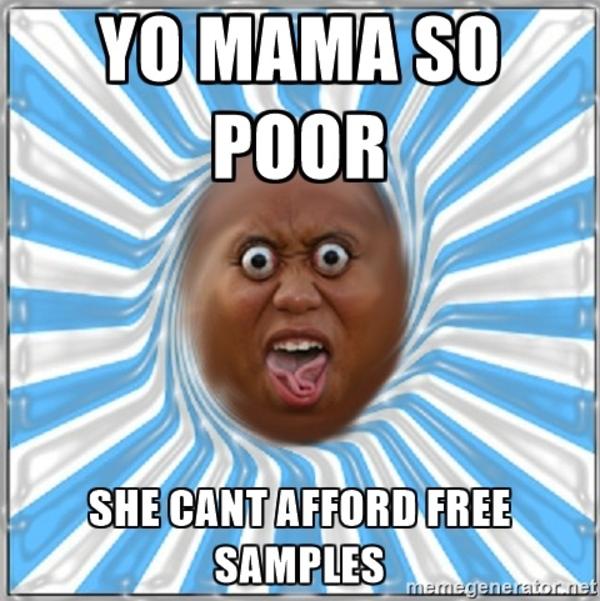 YO MAMA SO
POOR
SHE CANT AFFORD FREE
SAMPLES
memegenerator.net